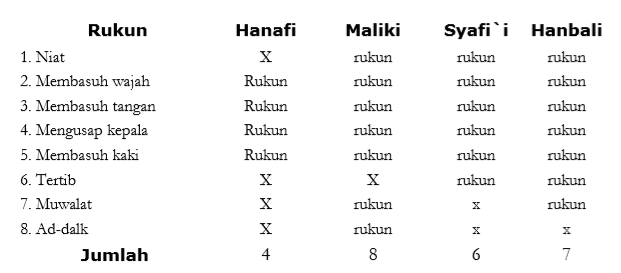 Rukun Hanafi Maliki Syafi`i Hanbali
1. Niat X rukun rukun rukun
2. Membasuh wajah Rukun rukun rukun rukun
3. Membasuh tangan Rukun rukun rukun rukun
4. Mengusap kepala Rukun rukun rukun rukun
5. Membasuh kaki Rukun rukun rukun rukun
6. Tertib X X rukun rukun
7. Muwalat X rukun x rukun
8. Ad-dalk X rukun x x
Jumlah 4 8 6 7